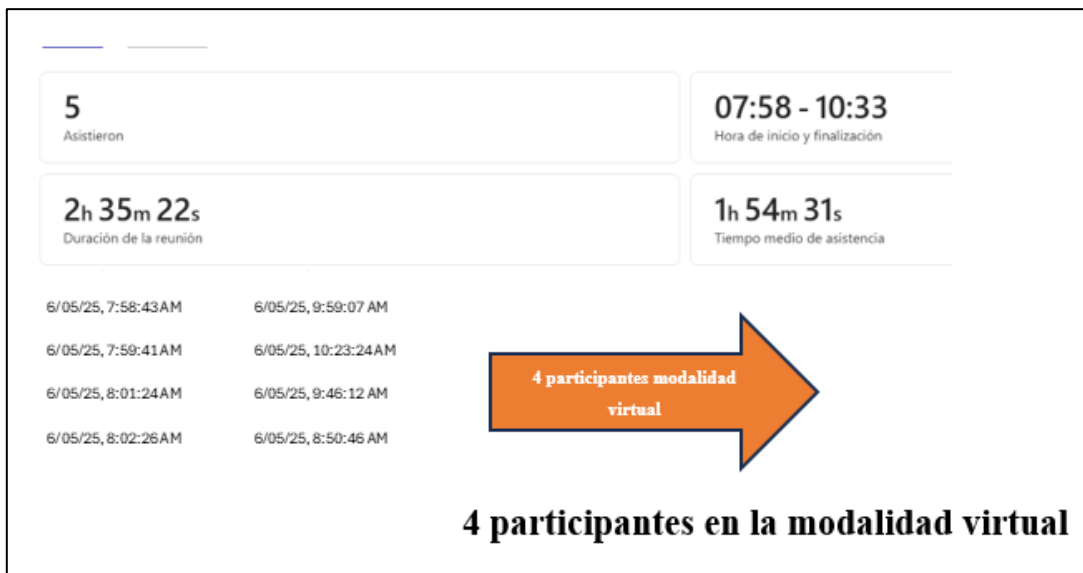 5
Asistieron
07:58 - 10:33
Hora de inicio y finalización
2h 35m 22s
Duración de la reunión
1h 54m 31s
Tiempo medio de asistencia
6/05/25, 7:58:43 AM 6/05/25, 9:59:07 AM
6/05/25, 7:59:41 AM 6/05/25, 10:23:24 AM
6/05/25, 8:01:24 AM 6/05/25, 9:46:12 AM
6/05/25, 8:02:26 AM 6/05/25, 8:50:46 AM
4 participantes modalidad
virtual
4 participantes en la modalidad virtual